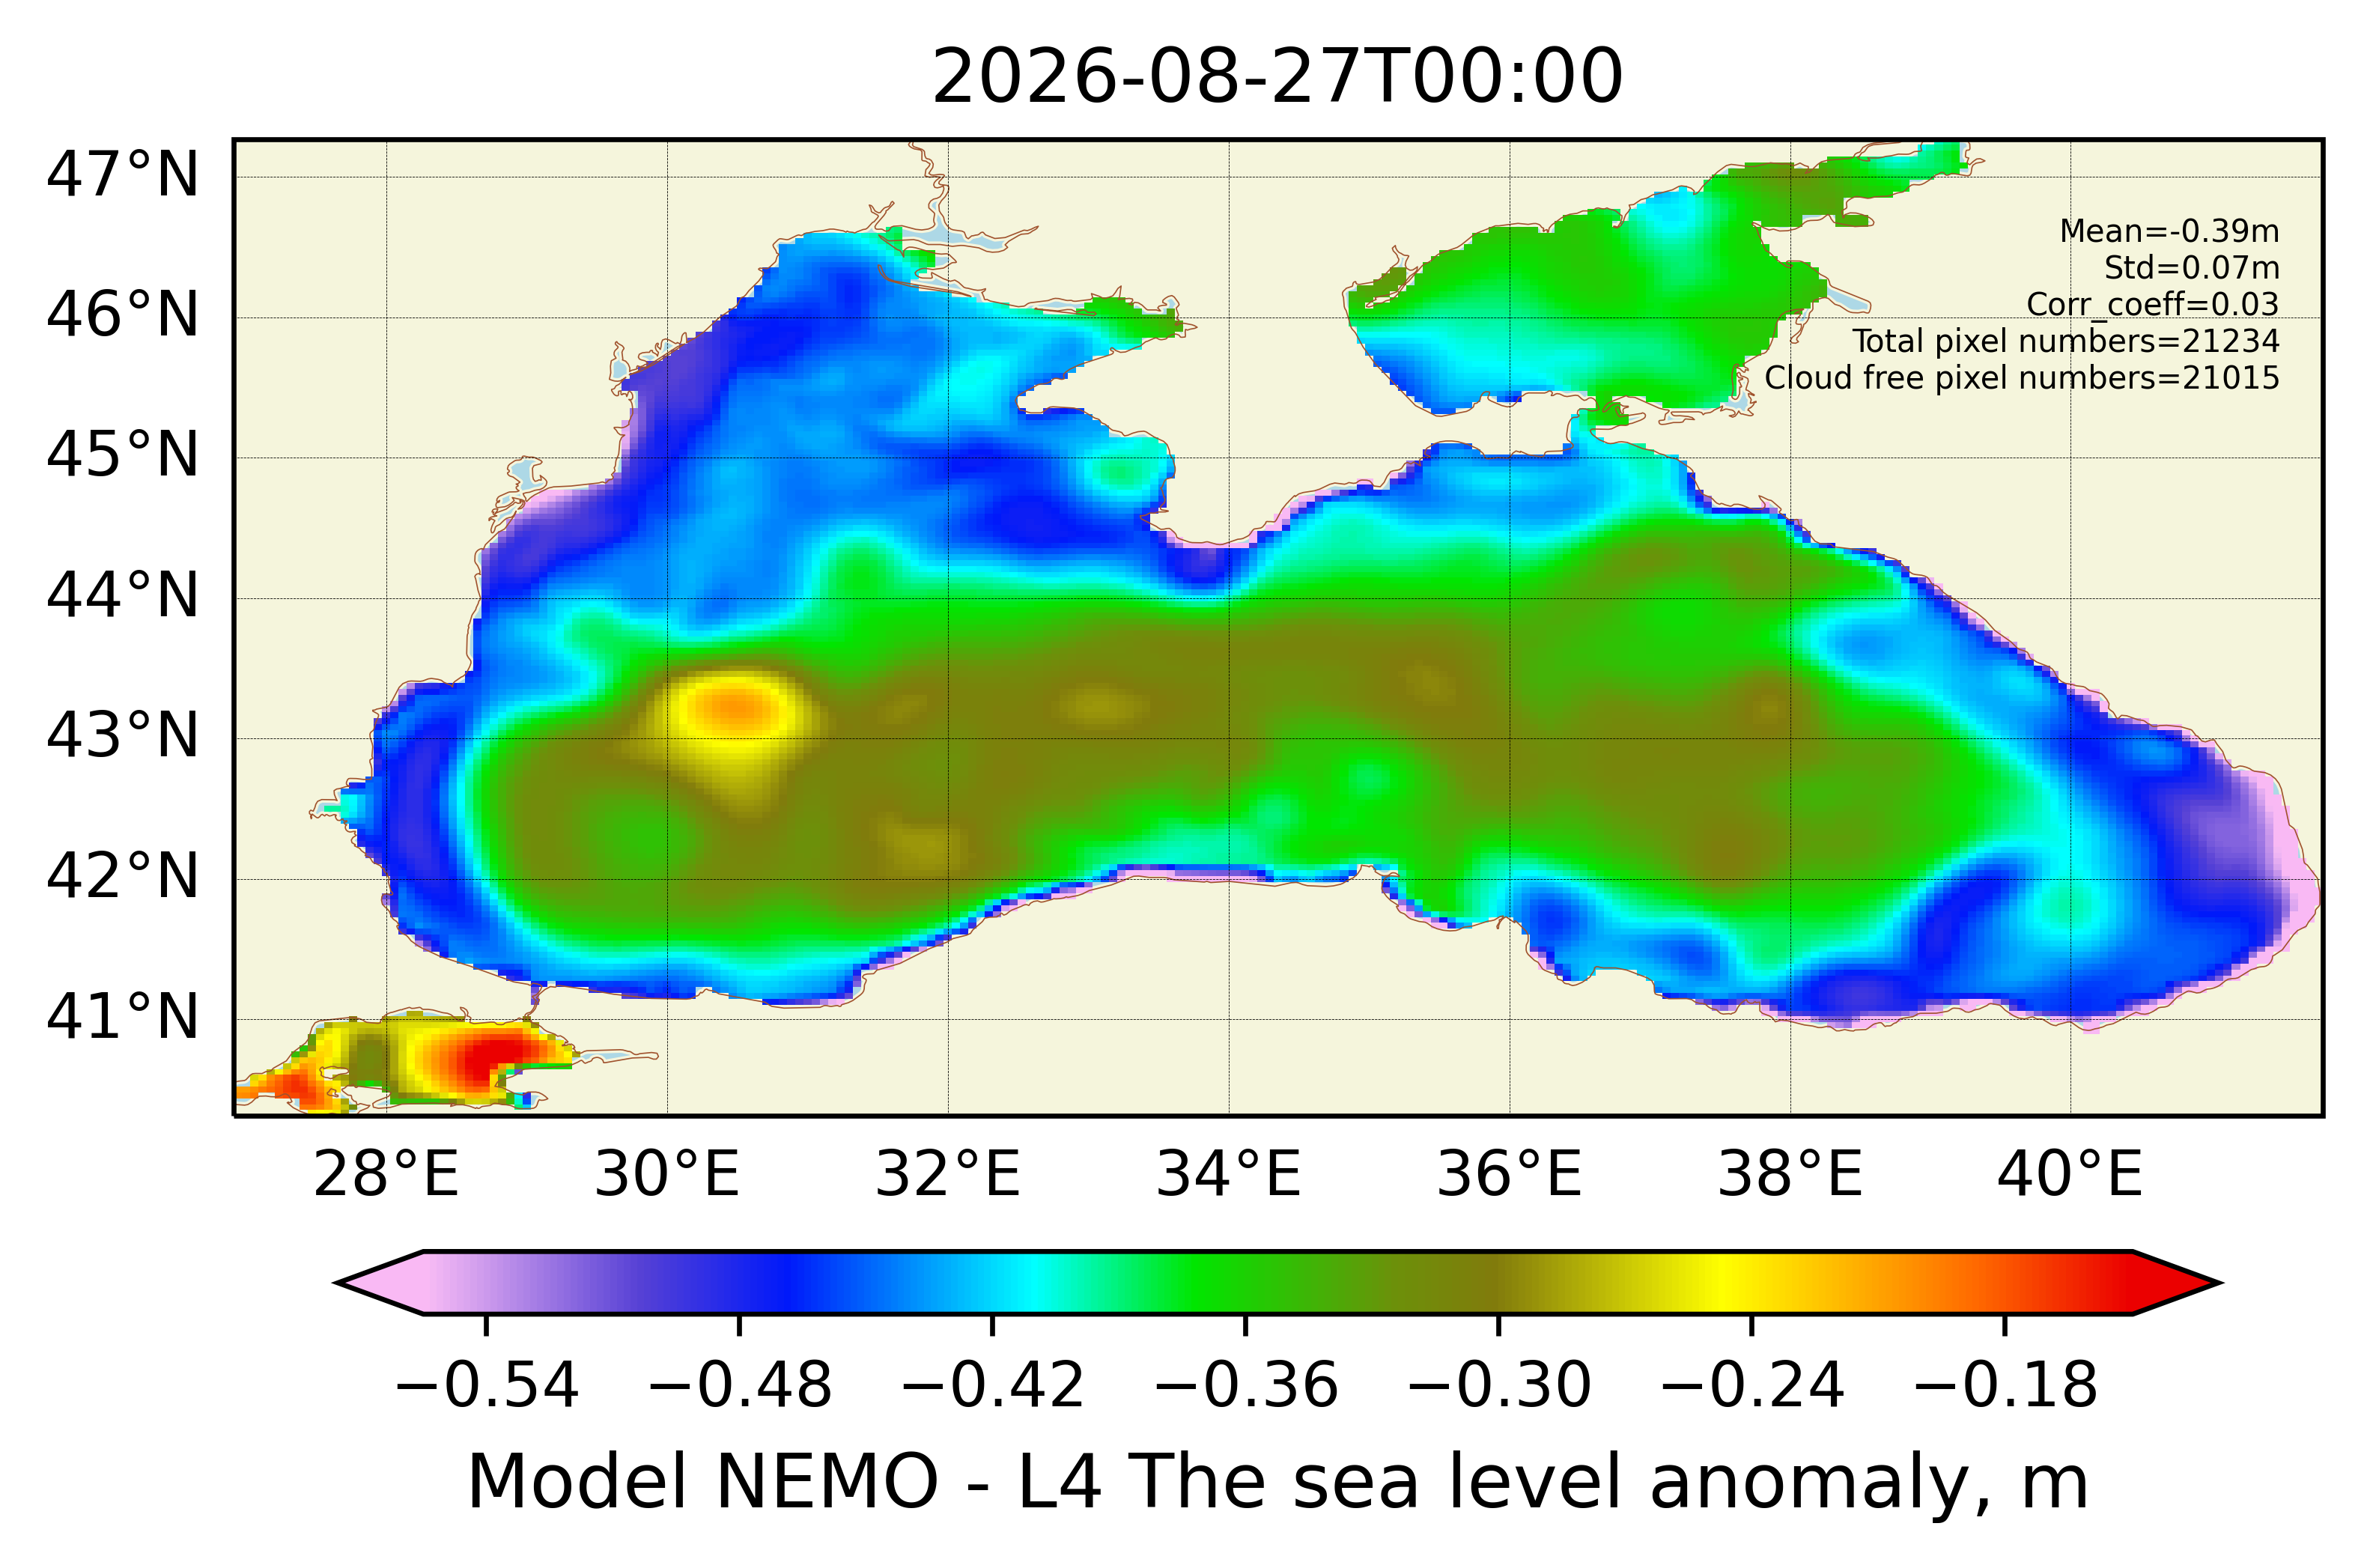 2026-08-27T00:00
47°N
46°N
45°N
44°N
43°N
42°N
41°N
Mean=-0.39m
Std=0.07m
Corr_coeff=0.03
Total pixel numbers=21234
Cloud free pixel numbers=21015
28°E 30°E 32°E 34°E 36°E 38°E 40°E
−0.54 −0.48 −0.42 −0.36 −0.30 −0.24 −0.18
Model NEMO - L4 The sea level anomaly, m